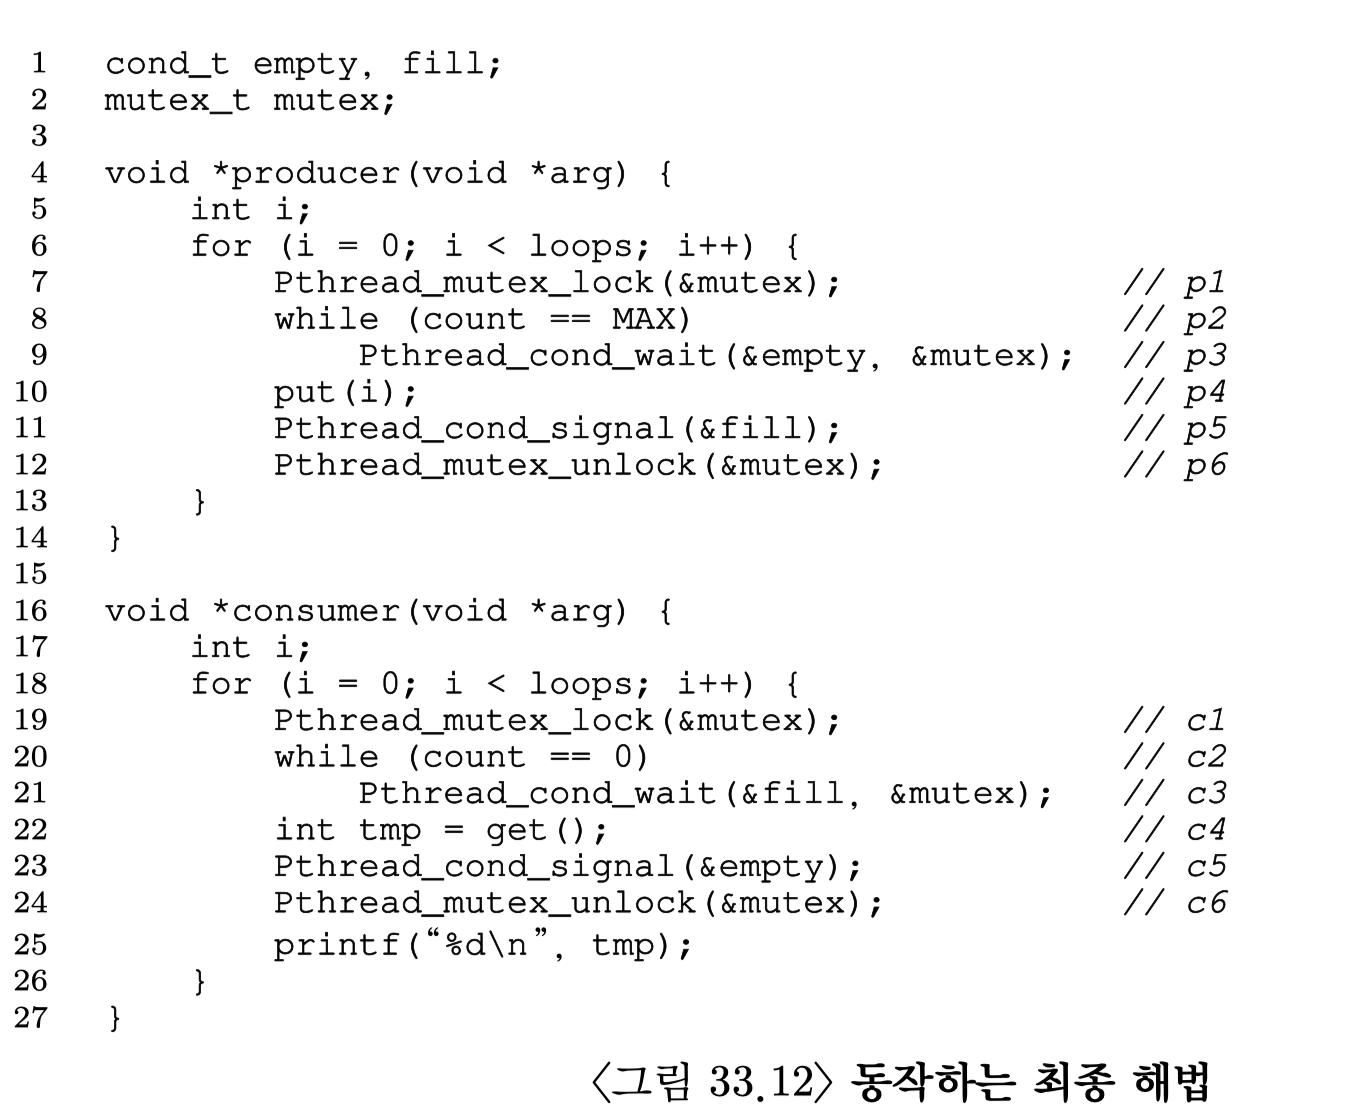 1 cond_t empty, fill;
2 mutex_t mutex;
3
4 void *producer(void *arg) {
5     int i;
6     for (i = 0; i < loops; i++) {
7         Pthread_mutex_lock(&mutex);              // p1
8         while (count == MAX)                     // p2
9             Pthread_cond_wait(&empty, &mutex);   // p3
10         put(i);                                  // p4
11         Pthread_cond_signal(&fill);              // p5
12         Pthread_mutex_unlock(&mutex);            // p6
13     }
14 }
15
16 void *consumer(void *arg) {
17     int i;
18     for (i = 0; i < loops; i++) {
19         Pthread_mutex_lock(&mutex);              // c1
20         while (count == 0)                       // c2
21             Pthread_cond_wait(&fill, &mutex);    // c3
22         int tmp = get();                         // c4
23         Pthread_cond_signal(&empty);             // c5
24         Pthread_mutex_unlock(&mutex);            // c6
25         printf(“%d\n”, tmp);
26     }
27 }
〈그림 33.12〉 동작하는 최종 해법